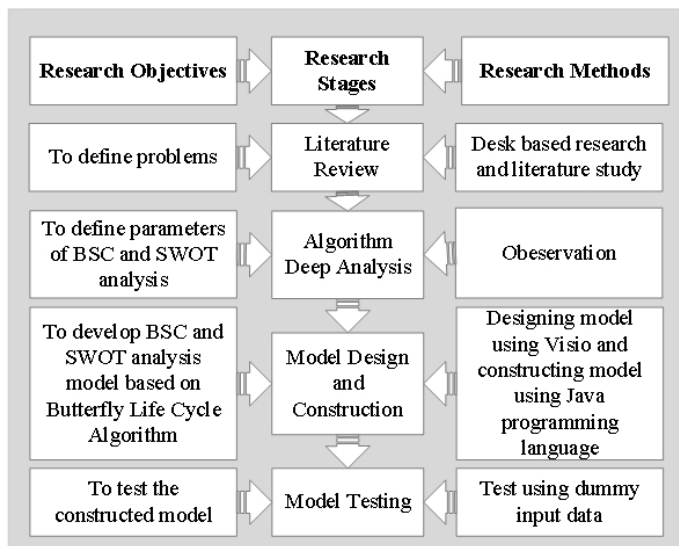 Research Objectives
Research
Stages
Research Methods
To define problems
Literature
Review
Desk based research
and literature study
To define parameters
of BSC and SWOT
analysis
Algorithm
Deep Analysis
Obeservation
To develop BSC and
SWOT analysis
model based on
Butterfly Life Cycle
Algorithm
Model Design
and
Construction
Designing model
using Visio and
constructing model
using Java
programming
language
To test the
constructed model
Model Testing
Test using dummy
input data